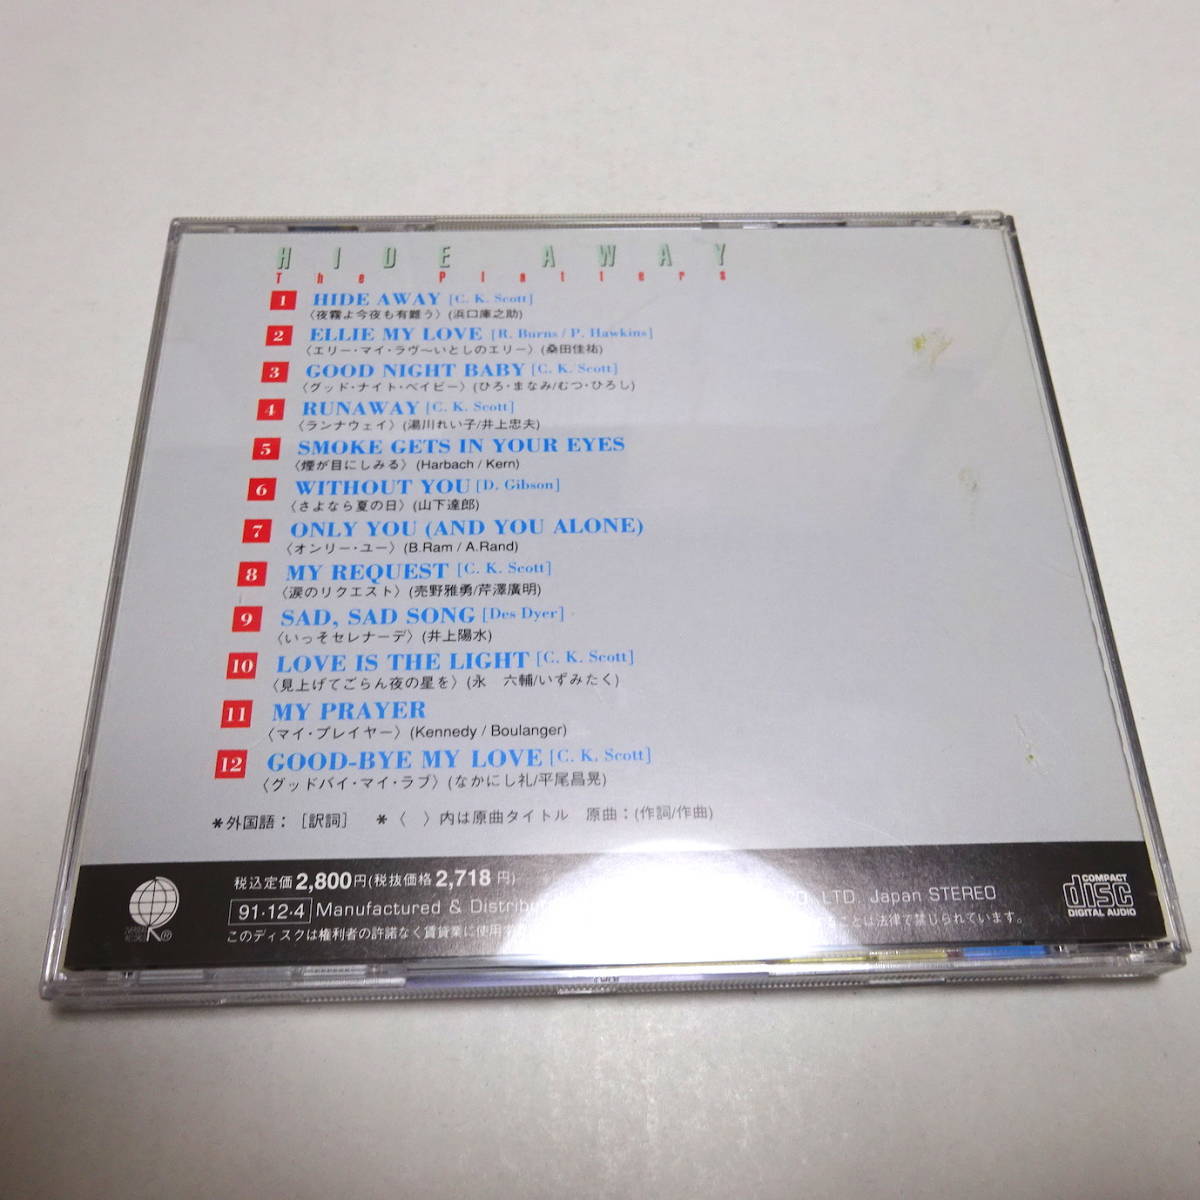 HIDE AWAY
The Platters
1 HIDE AWAY [C. K. Scott]
〈夜霧よ今夜も有難う〉(浜口庫之助)
2 ELLIE MY LOVE [R. Burns / P. Hawkins]
〈エリー・マイ・ラヴ〜いとしのエリー〉(桑田佳祐)
3 GOOD NIGHT BABY [C. K. Scott]
〈グッド・ナイト・ベイビー〉(ひろ・まなみ/むつ・ひろし)
4 RUNAWAY [C. K. Scott]
〈ランナウェイ〉(湯川れい子/井上忠夫)
5 SMOKE GETS IN YOUR EYES
〈煙が目にしみる〉(Harbach / Kern)
6 WITHOUT YOU [D. Gibson]
〈さよなら夏の日〉(山下達郎)
7 ONLY YOU (AND YOU ALONE)
〈オンリー・ユー〉(B.Ram / A.Rand)
8 MY REQUEST [C. K. Scott]
〈涙のリクエスト〉(売野雅勇/芹澤廣明)
9 SAD, SAD SONG [Des Dyer]
〈いっそセレナーデ〉(井上陽水)
10 LOVE IS THE LIGHT [C. K. Scott]
〈見上げてごらん夜の星を〉(永 六輔/いずみたく)
11 MY PRAYER
〈マイ・プレイヤー〉(Kennedy / Boulanger)
12 GOOD-BYE MY LOVE [C. K. Scott]
〈グッドバイ・マイ・ラブ〉(なかにし礼/平尾昌晃)
*外国語：［訳詞］ *〈 〉内は原曲タイトル 原曲：(作詞/作曲)
税込定価2,800円(税抜価格2,718円)
91・12・4 Manufactured & Distribu LTD. Japan STEREO
このディスクは権利者の許諾なく賃貸業に使用す ことは法律で禁じられています。
K ®
COMPACT
disc
DIGITAL AUDIO